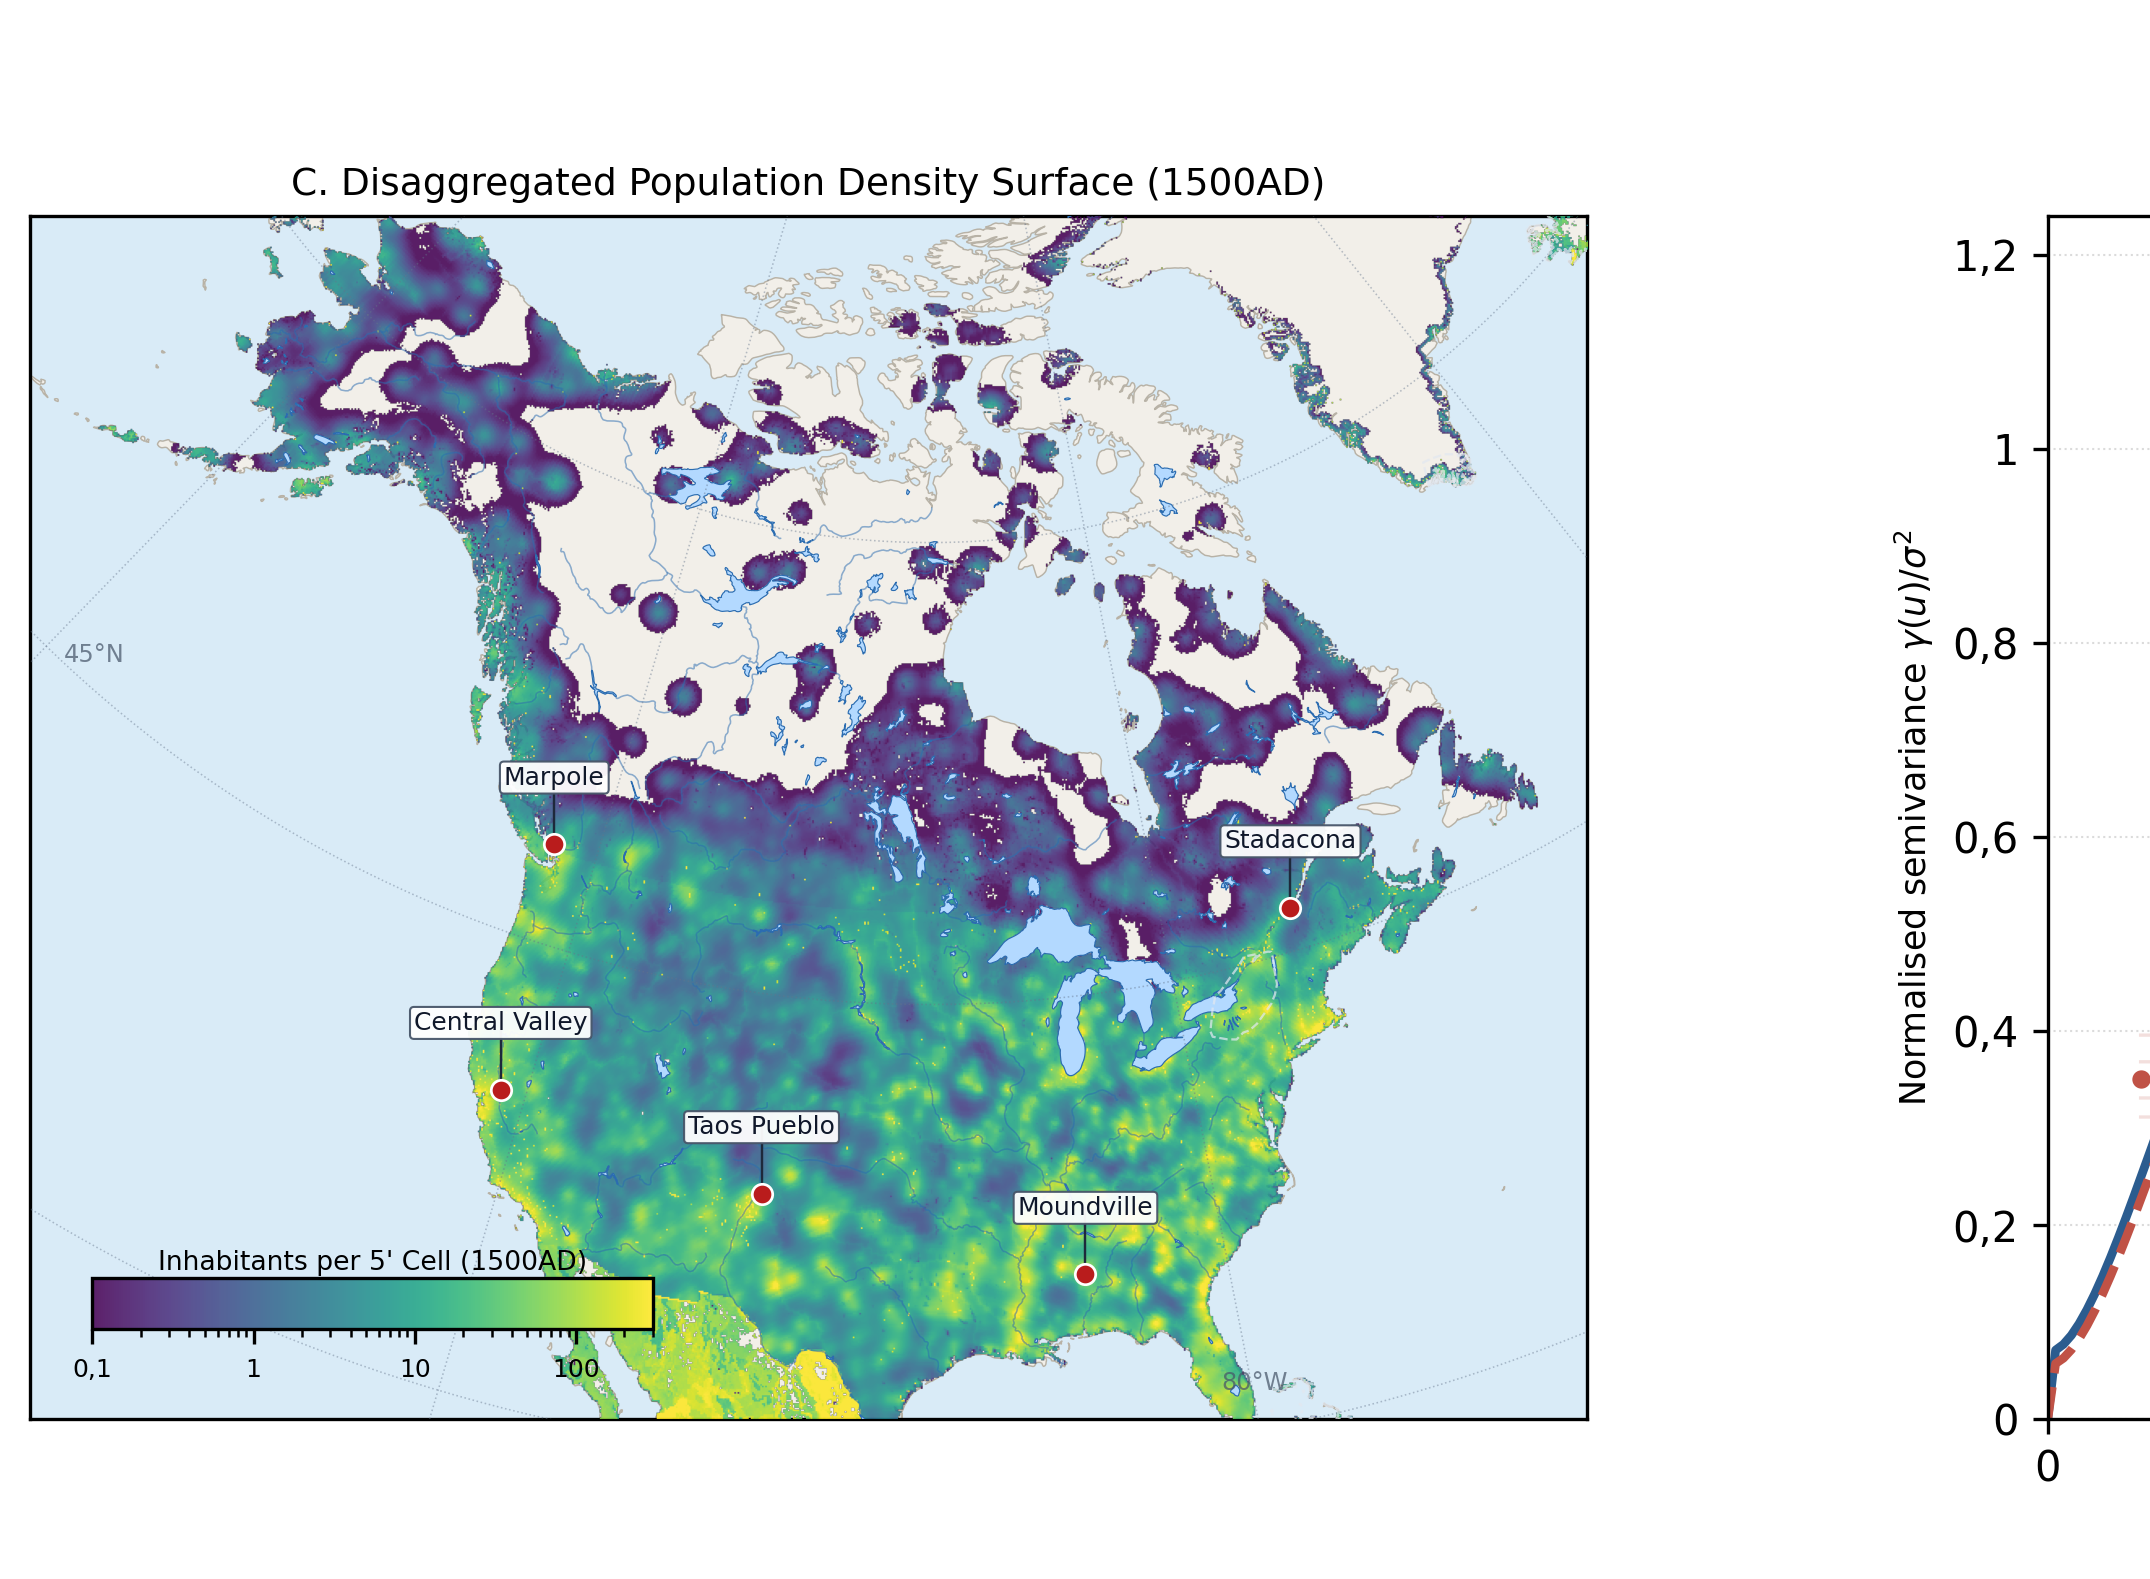 C. Disaggregated Population Density Surface (1500AD)
45°N
Marpole
Stadacona
Central Valley
Taos Pueblo
Moundville
Inhabitants per 5' Cell (1500AD)
0,1 1 10 100
80°W
Normalised semivariance γ(u)/σ²
1,2
1
0,8
0,6
0,4
0,2
0
0